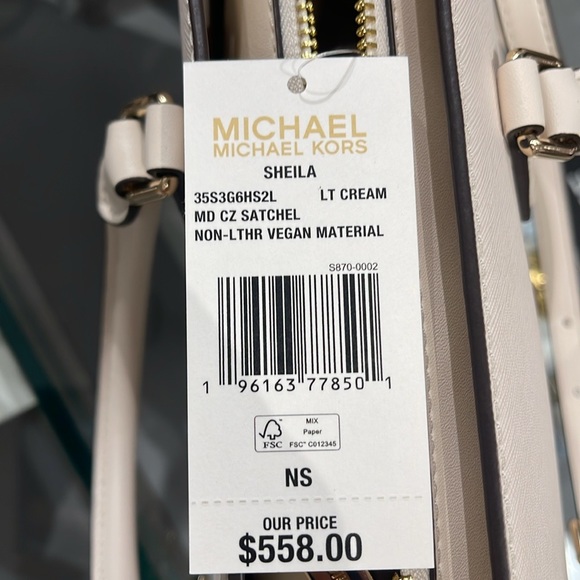 MICHAEL
MICHAEL KORS
SHEILA
35S3G6HS2L LT CREAM
MD CZ SATCHEL
NON-LTHR VEGAN MATERIAL
S870-0002
1 96163 77850 1
FSC
MIX
Paper
FSC™ C012345
NS
OUR PRICE
$558.00